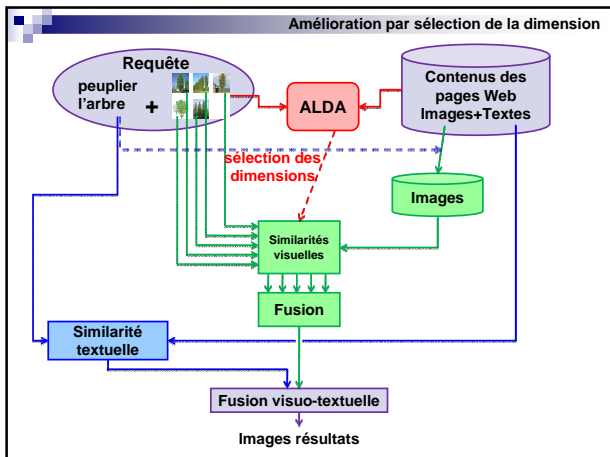 Amélioration par sélection de la dimension
Requête
peuplier
l'arbre
+
ALDA
Contenus des
pages Web
Images+Textes
sélection des
dimensions
Images
Similarités
visuelles
Fusion
Similarité
textuelle
Fusion visuo-textuelle
Images résultats